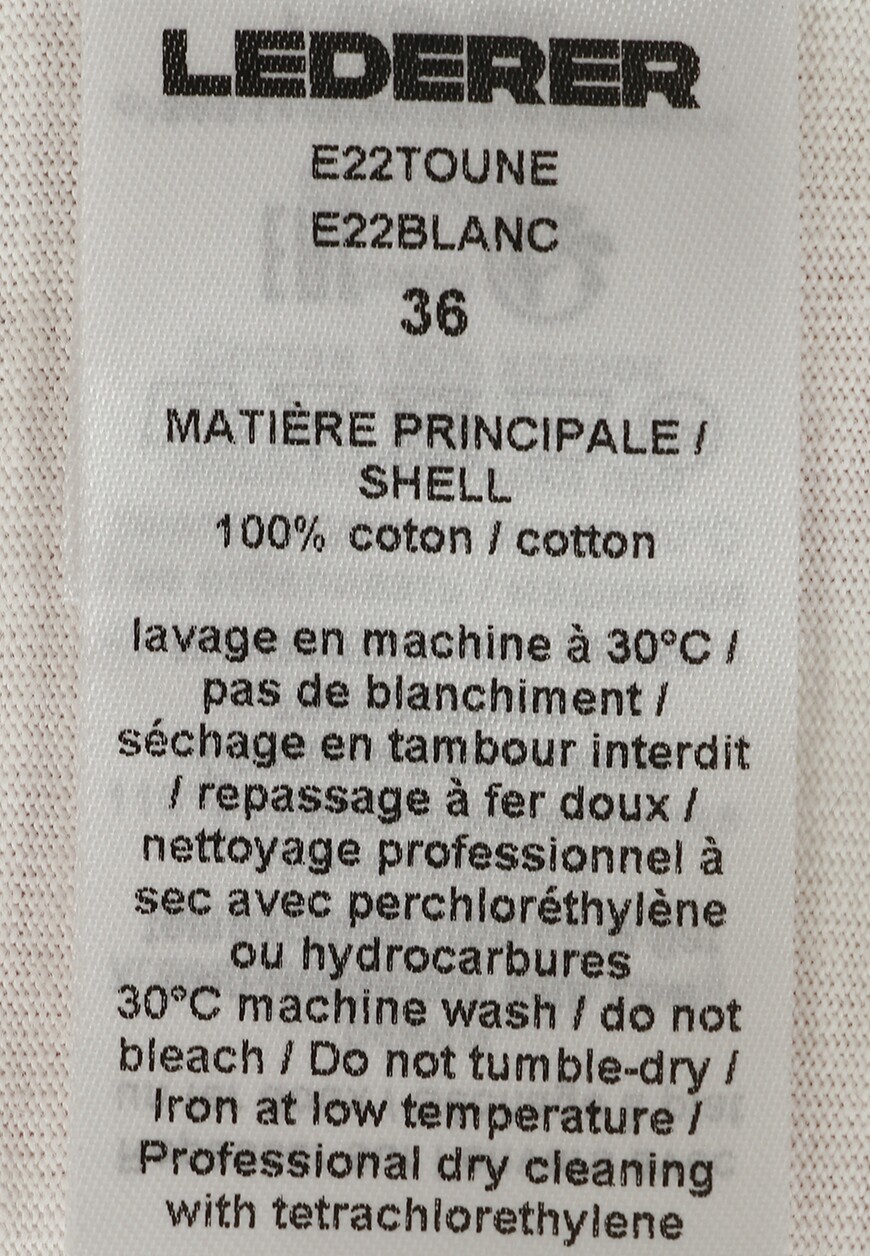 LEDERER
E22TOUNE
E22BLANC
36
MATIÈRE PRINCIPALE /
SHELL
100% coton / cotton
lavage en machine à 30°C /
pas de blanchiment /
séchage en tambour interdit
/ repassage à fer doux /
nettoyage professionnel à
sec avec perchloréthylène
ou hydrocarbures
30°C machine wash / do not
bleach / Do not tumble-dry /
Iron at low temperature /
Professional dry cleaning
with tetrachlorethylene